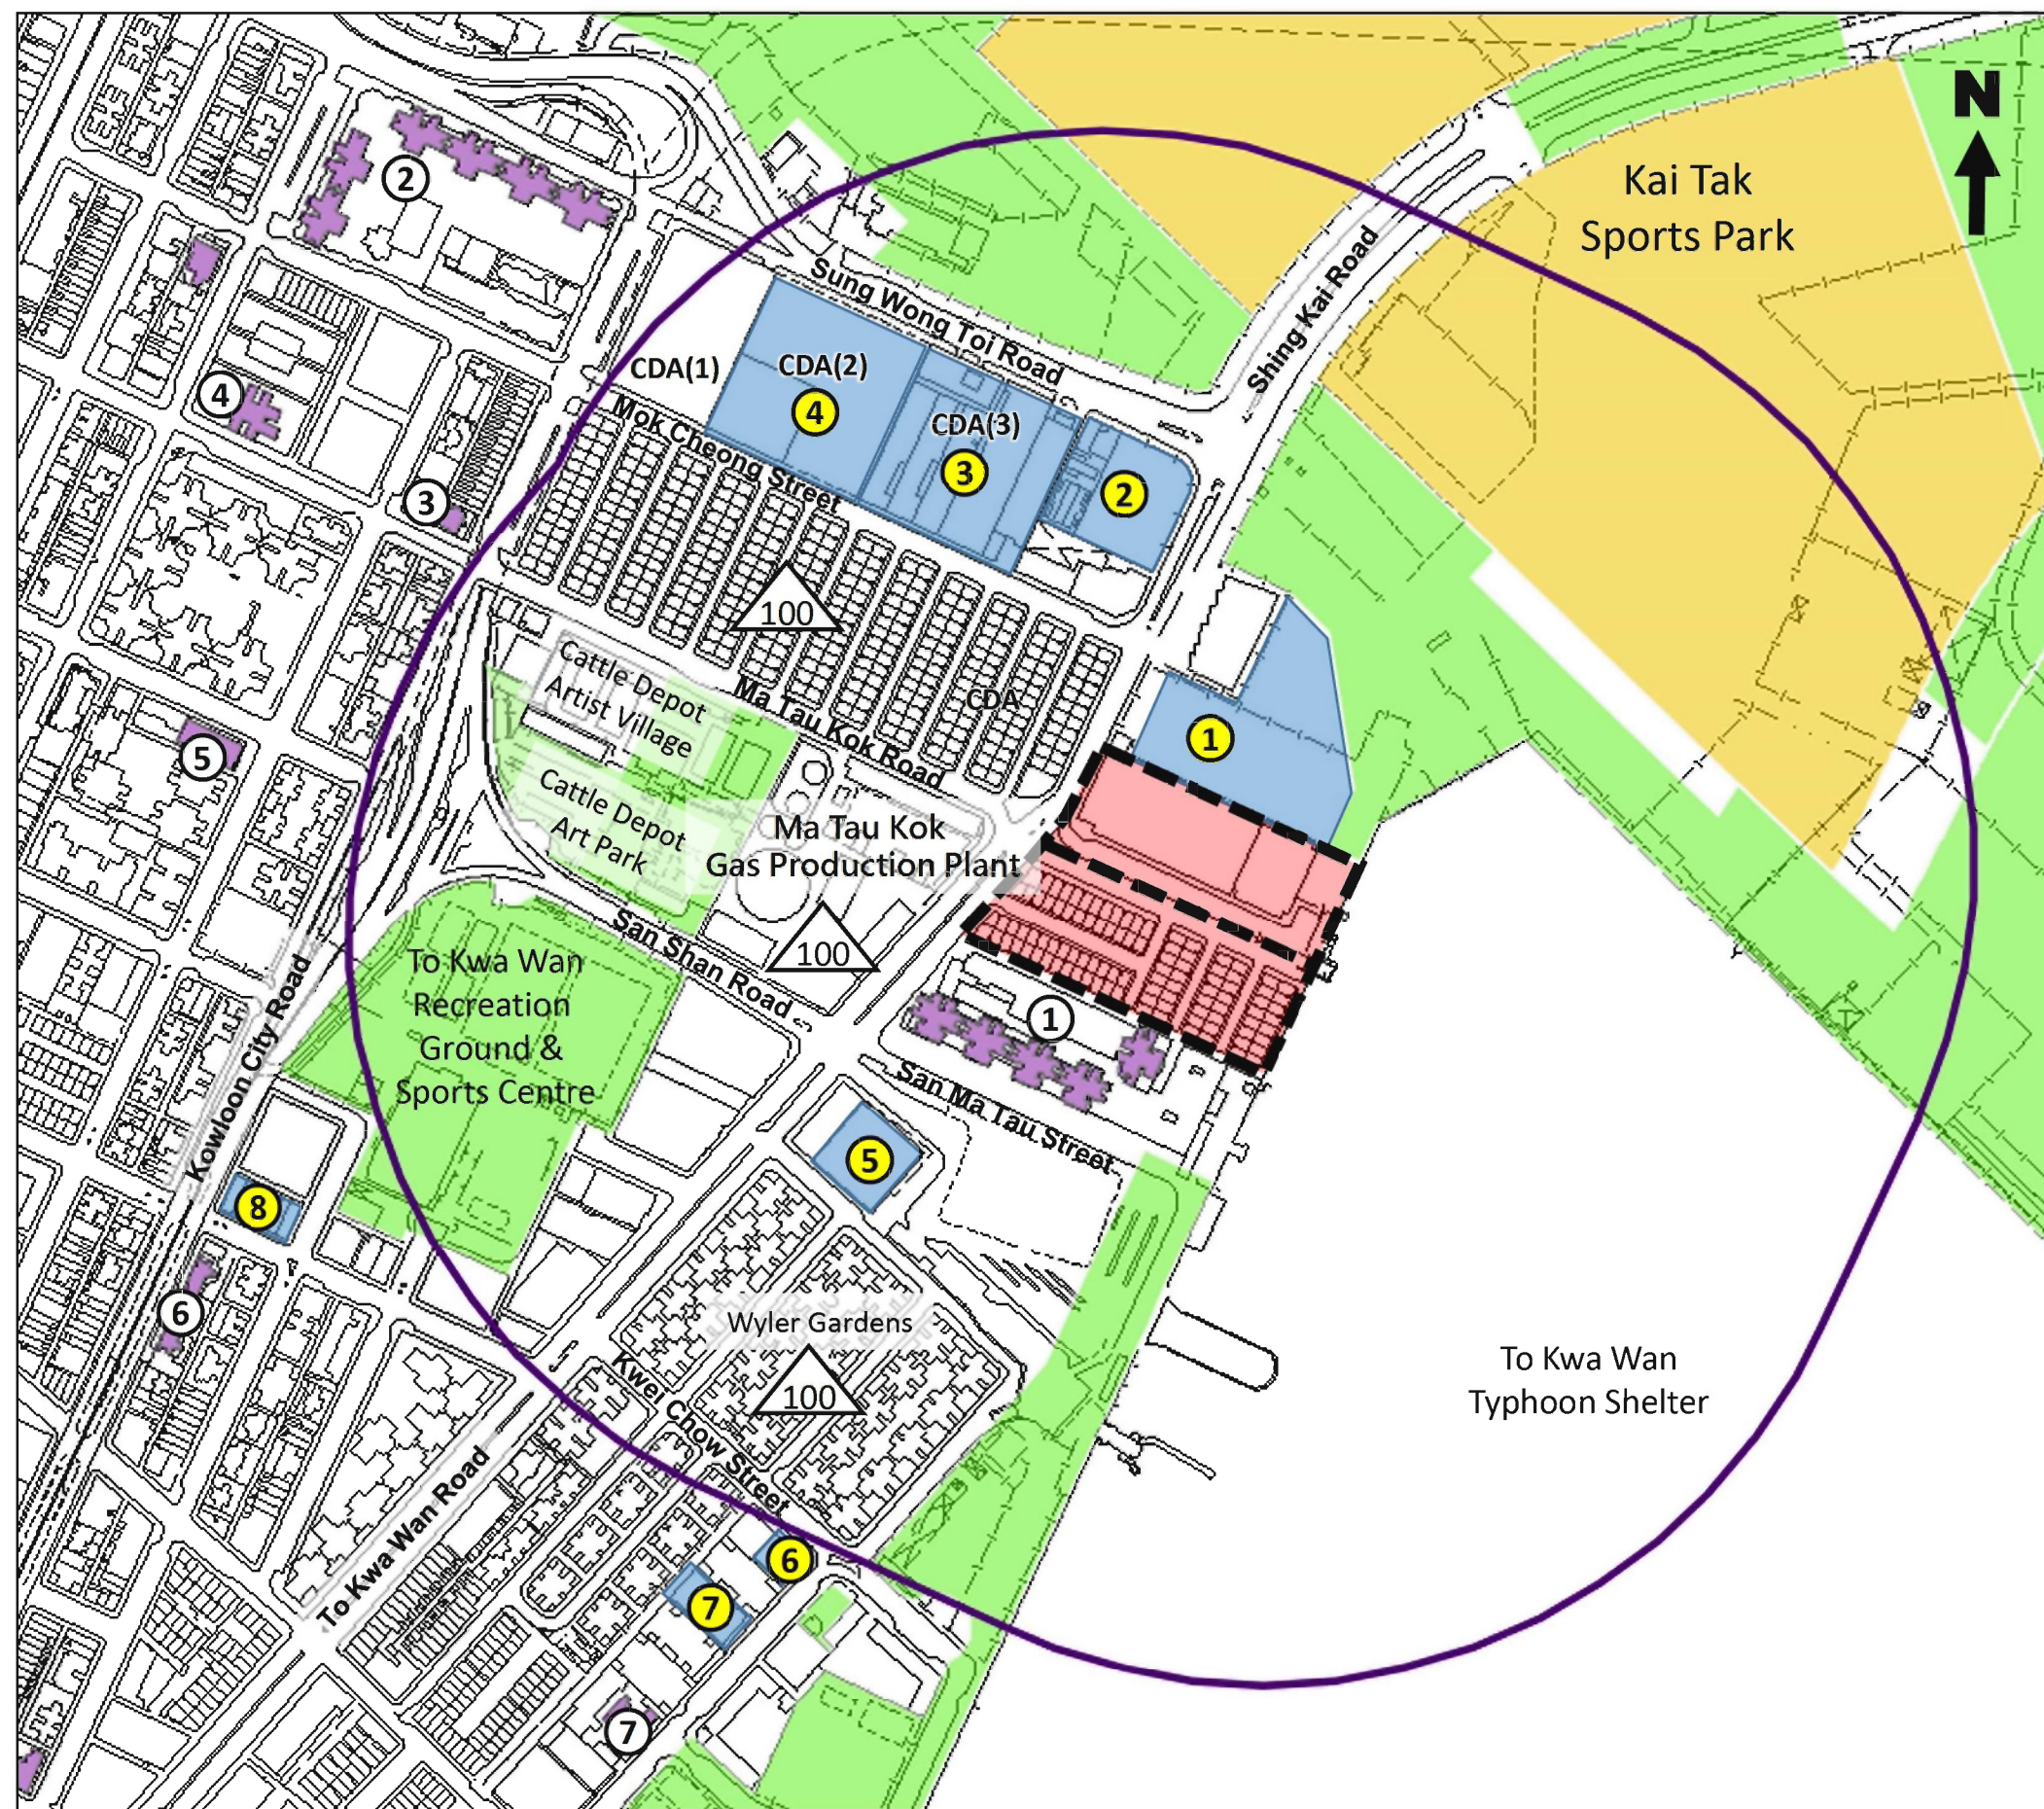 N
Kai Tak
Sports Park
2
Sung Wong Toi Road
Shing Kai Road
CDA(1)
CDA(2)
4
4
Mok Cheong Street
CDA(3)
3
2
3
100
Cattle Depot
Artist Village
Ma Tau Kok Road
CDA
5
1
Cattle Depot
Art Park
Ma Tau Kok
Gas Production Plant
San Shan Road
100
To Kwa Wan
Recreation
Ground &
Sports Centre
1
Kowloon City Road
San Ma Tau Street
5
8
6
Wyler Gardens
100
Kwei Chow Street
To Kwa Wan
Typhoon Shelter
To Kwa Wan Road
6
7
7